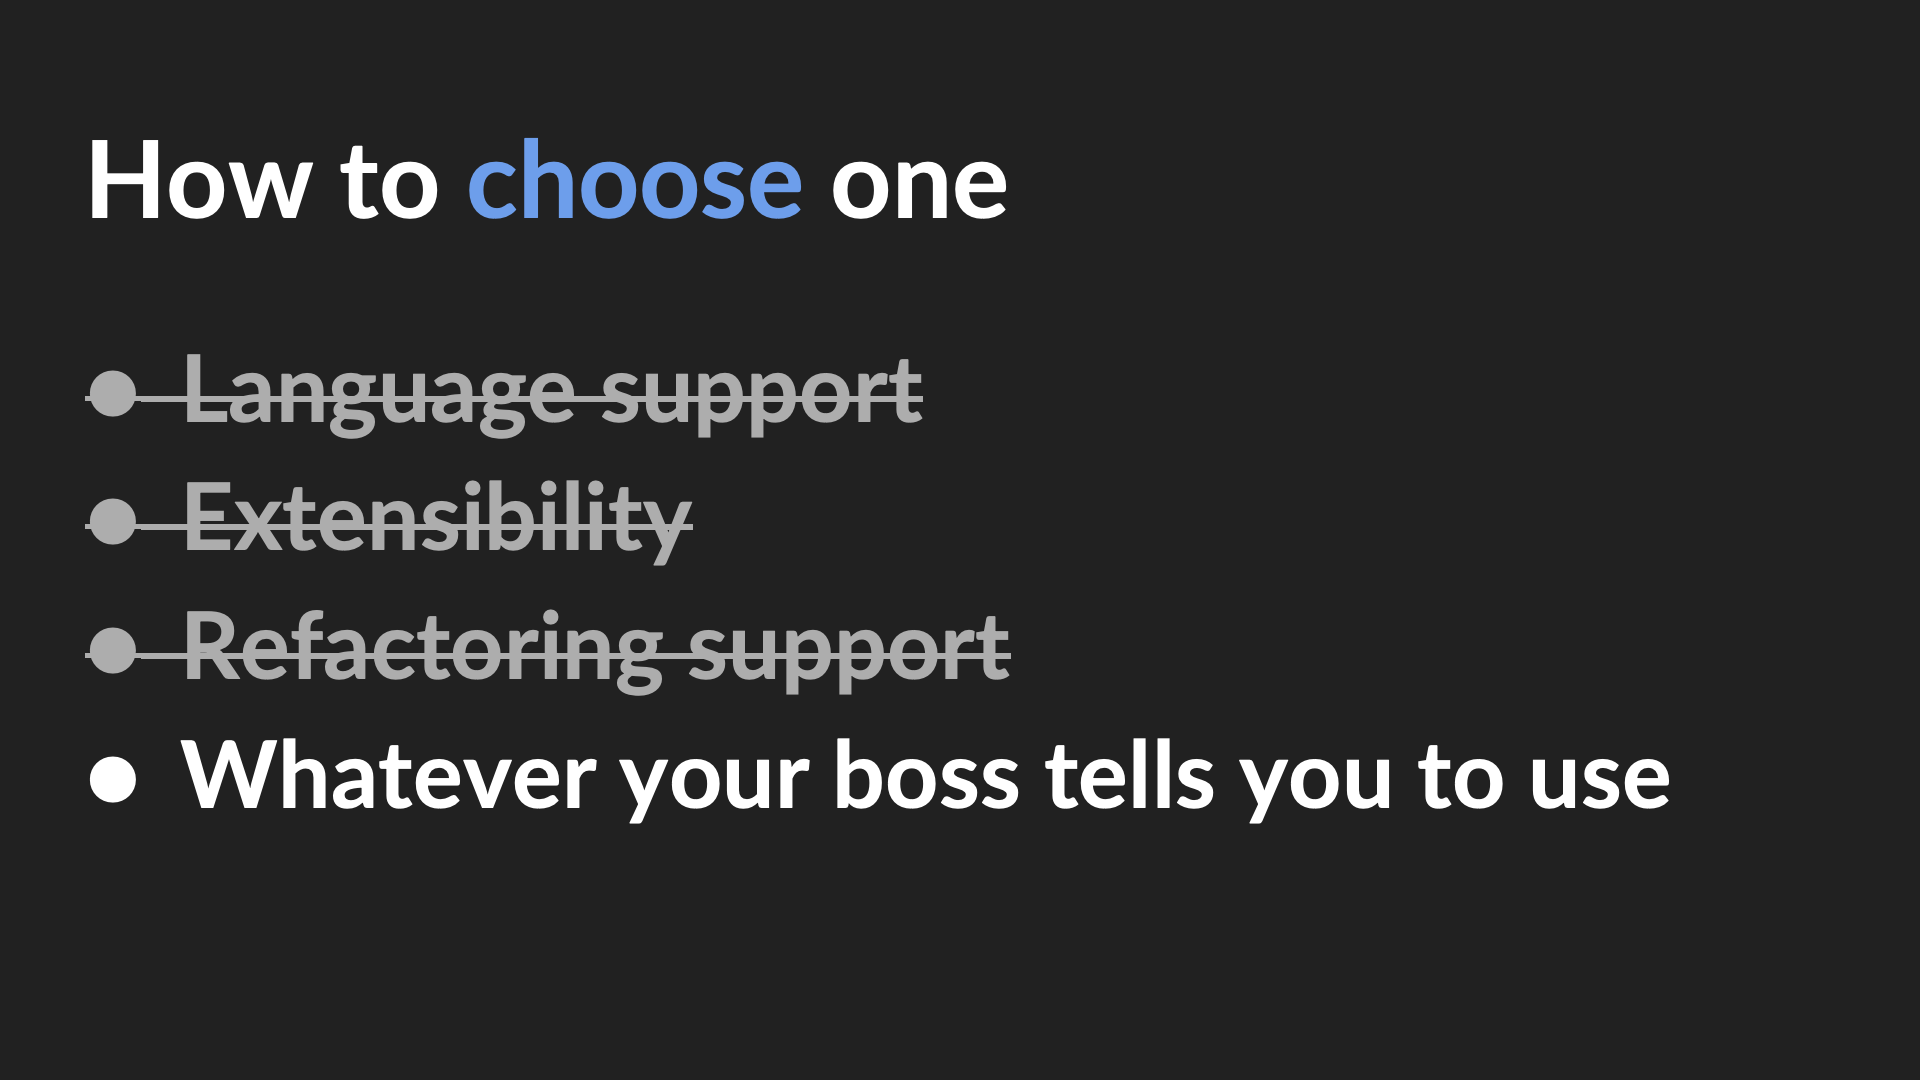 How to choose one
● Language support
● Extensibility
● Refactoring support
● Whatever your boss tells you to use